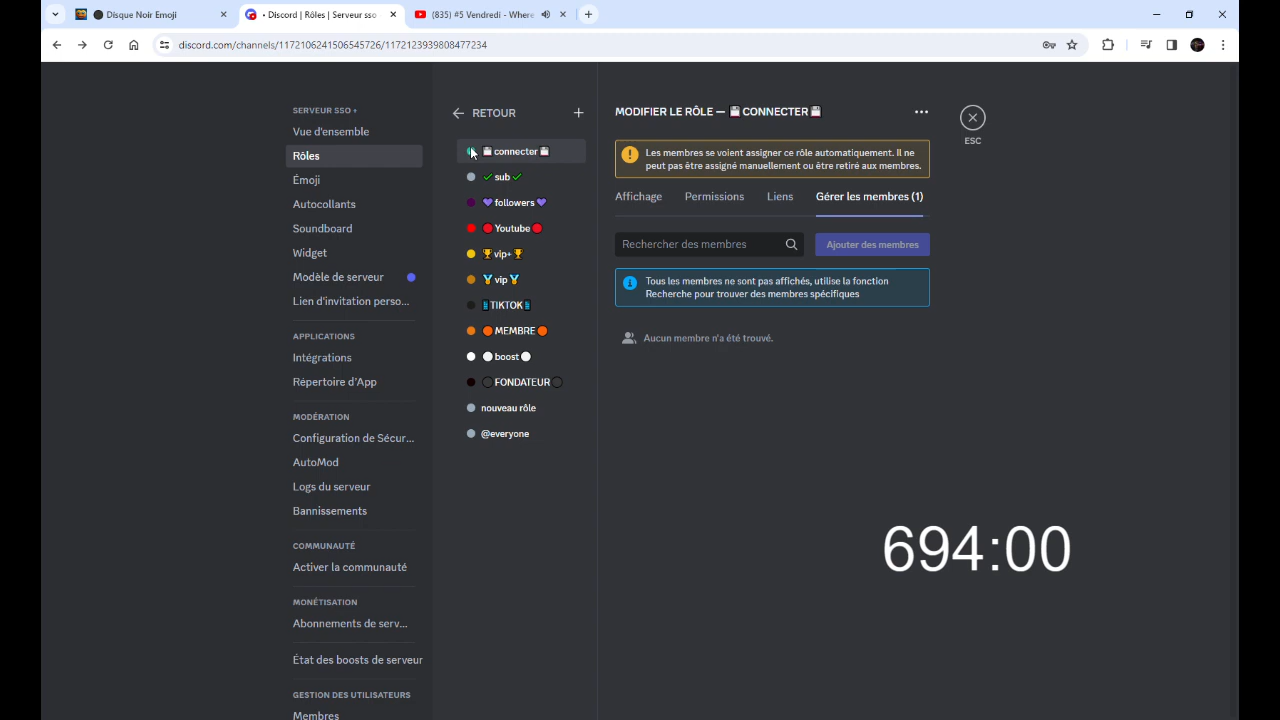 Disque Noir Emoji
• Discord | Rôles | Serveur sso
(835) #5 Vendredi - Where
discord.com/channels/1172106241506545726/1172123939808477234
SERVEUR SSO +
Vue d'ensemble
Rôles
Émoji
Autocollants
Soundboard
Widget
Modèle de serveur
Lien d'invitation perso...
APPLICATIONS
Intégrations
Répertoire d'App
MODÉRATION
Configuration de Sécur...
AutoMod
Logs du serveur
Bannissements
COMMUNAUTÉ
Activer la communauté
MONÉTISATION
Abonnements de serv...
État des boosts de serveur
GESTION DES UTILISATEURS
Membres
RETOUR
connecter
sub
followers
Youtube
vip+
vip
TIKTOK
MEMBRE
boost
FONDATEUR
nouveau rôle
@everyone
MODIFIER LE RÔLE — CONNECTER
ESC
Les membres se voient assigner ce rôle automatiquement. Il ne
peut pas être assigné manuellement ou être retiré aux membres.
Affichage Permissions Liens Gérer les membres (1)
Rechercher des membres Ajouter des membres
Tous les membres ne sont pas affichés, utilise la fonction
Recherche pour trouver des membres spécifiques
Aucun membre n'a été trouvé.
694:00